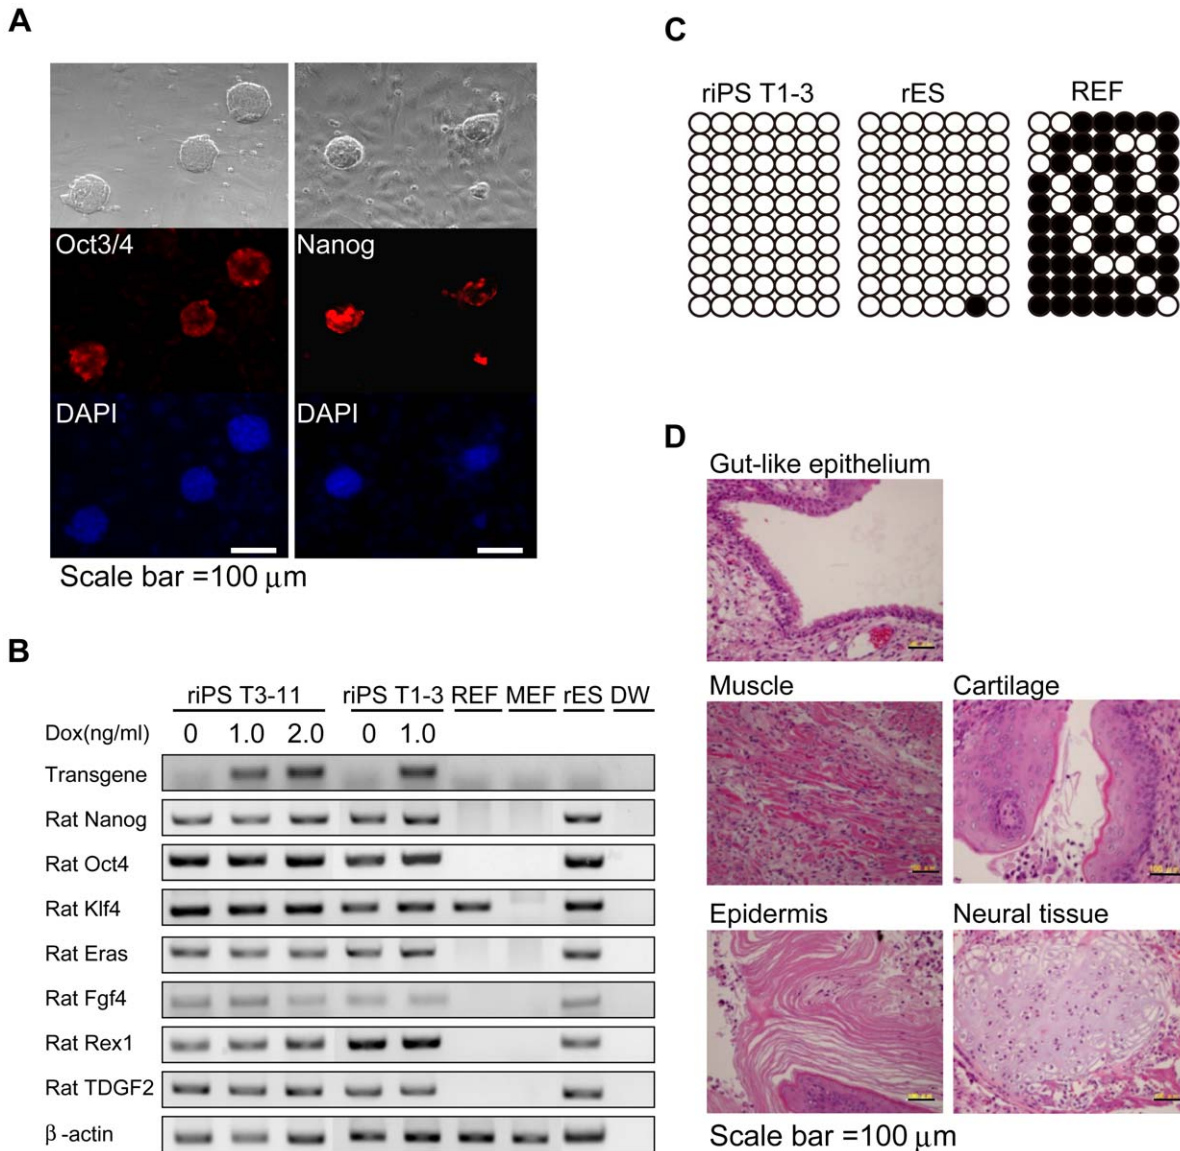 A
Oct3/4
Nanog
DAPI
DAPI
Scale bar =100 μm
B
riPS T3-11 riPS T1-3 REF MEF rES DW
Dox(ng/ml) 0 1.0 2.0 0 1.0
Transgene
Rat Nanog
Rat Oct4
Rat Klf4
Rat Eras
Rat Fgf4
Rat Rex1
Rat TDGF2
β-actin
C
riPS T1-3 rES REF
D
Gut-like epithelium
Muscle
Cartilage
Epidermis
Neural tissue
Scale bar =100 μm